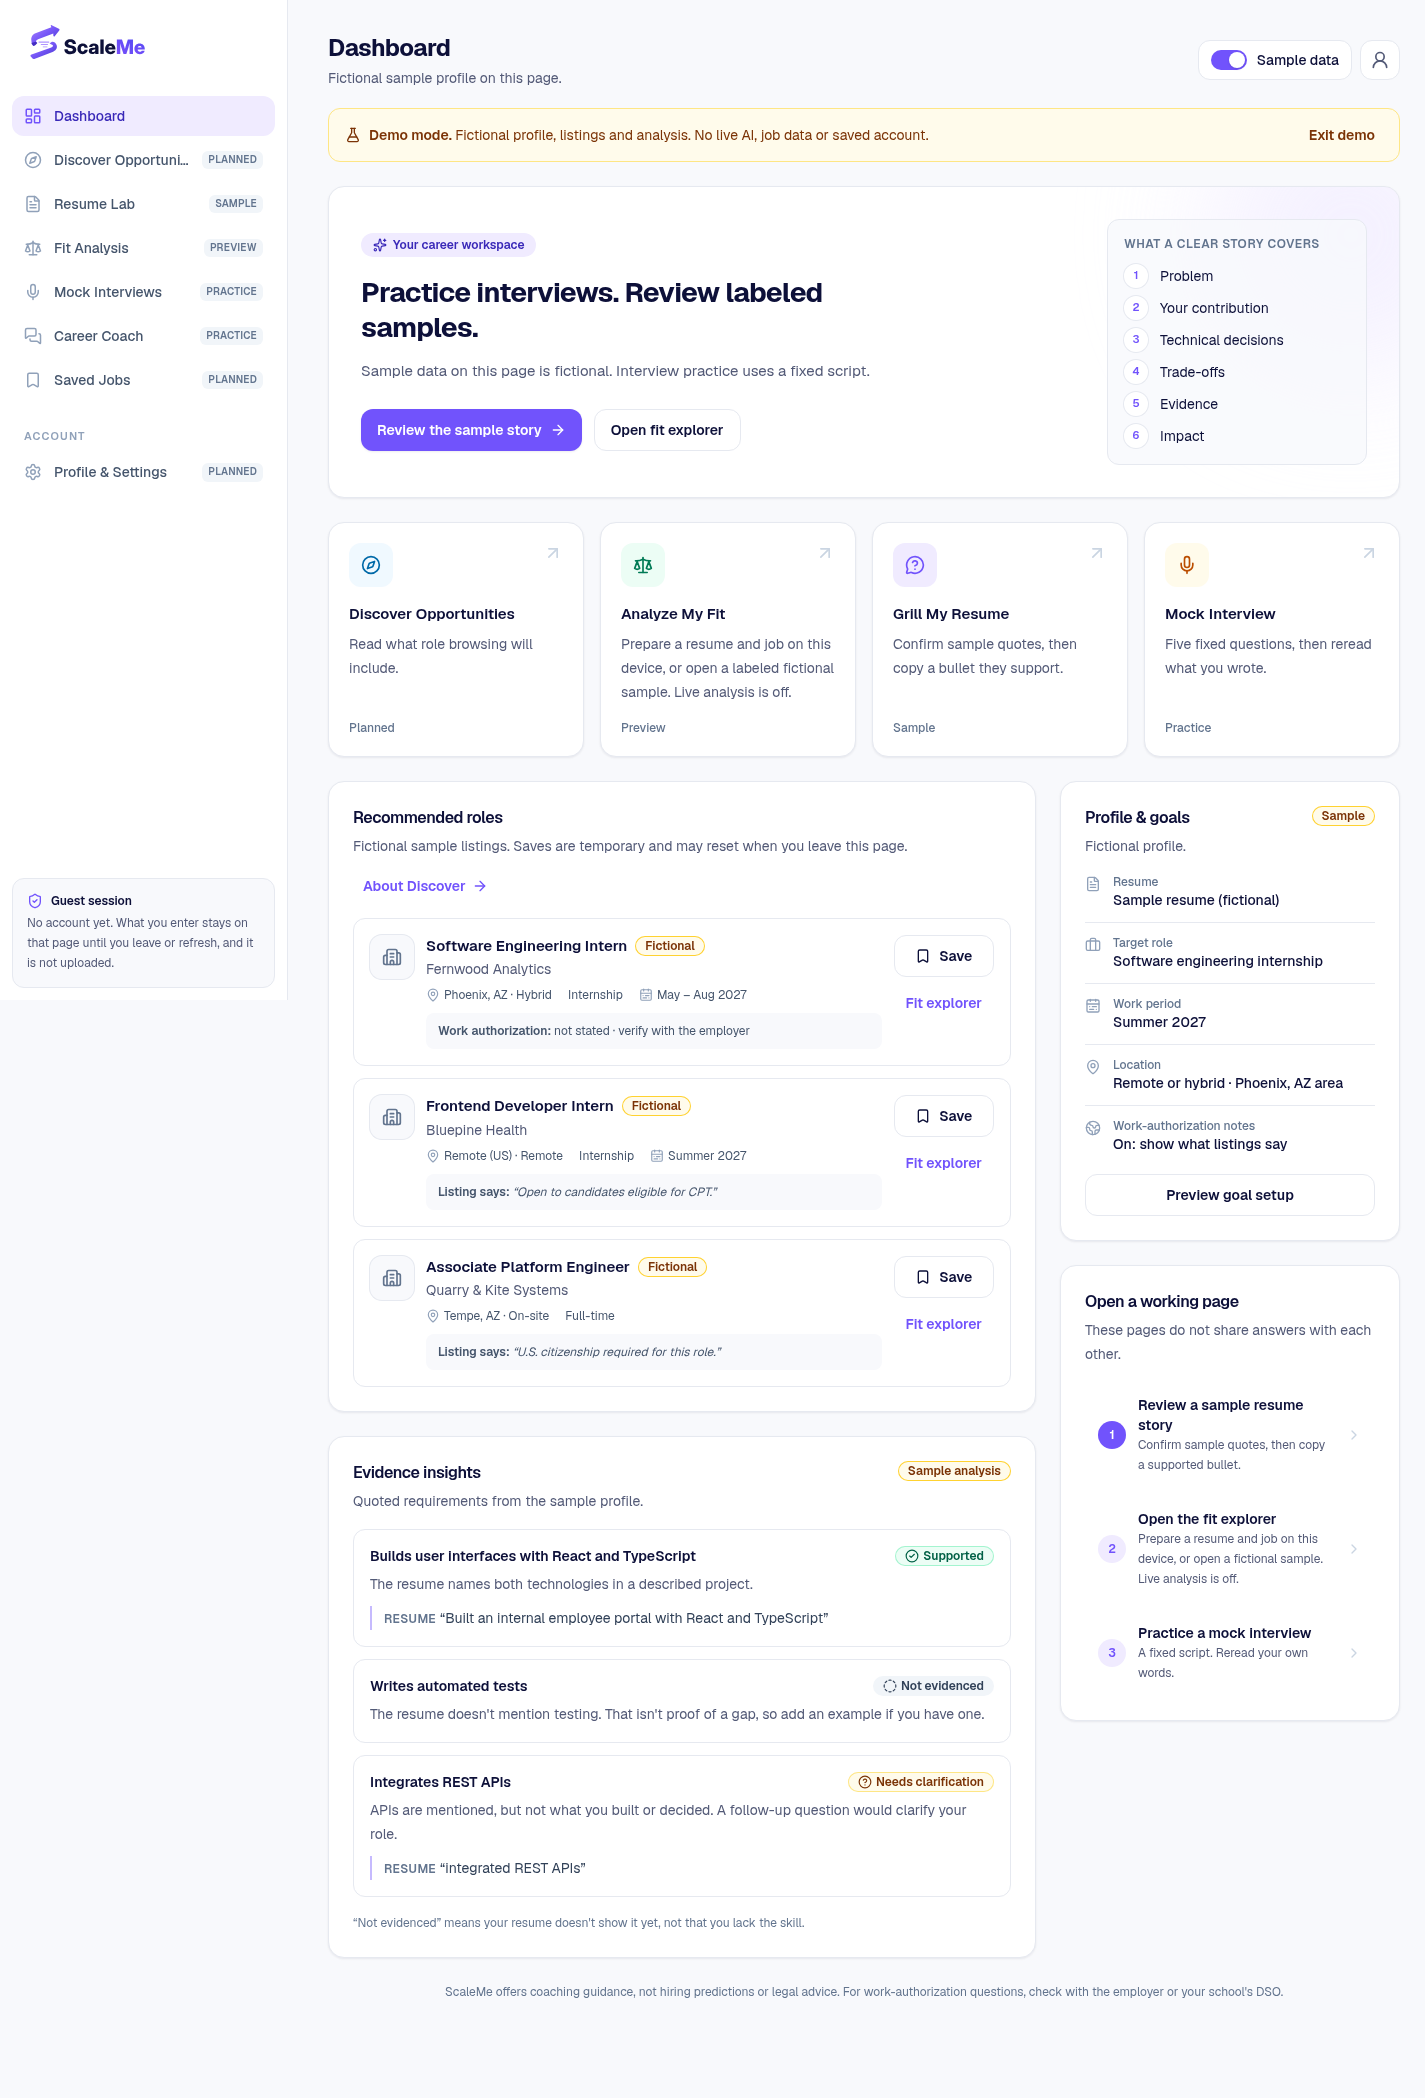 ScaleMe
Dashboard
Discover Opportuni... PLANNED
Resume Lab SAMPLE
Fit Analysis PREVIEW
Mock Interviews PRACTICE
Career Coach PRACTICE
Saved Jobs PLANNED
ACCOUNT
Profile & Settings PLANNED
Guest session
No account yet. What you enter stays on
that page until you leave or refresh, and it
is not uploaded.
Dashboard
Fictional sample profile on this page.
Sample data
Demo mode. Fictional profile, listings and analysis. No live AI, job data or saved account.
Exit demo
Your career workspace
Practice interviews. Review labeled
samples.
Sample data on this page is fictional. Interview practice uses a fixed script.
Review the sample story
Open fit explorer
WHAT A CLEAR STORY COVERS
1 Problem
2 Your contribution
3 Technical decisions
4 Trade-offs
5 Evidence
6 Impact
Discover Opportunities
Read what role browsing will
include.
Planned
Analyze My Fit
Prepare a resume and job on this
device, or open a labeled fictional
sample. Live analysis is off.
Preview
Grill My Resume
Confirm sample quotes, then
copy a bullet they support.
Sample
Mock Interview
Five fixed questions, then reread
what you wrote.
Practice
Recommended roles
Fictional sample listings. Saves are temporary and may reset when you leave this page.
About Discover
Software Engineering Intern Fictional
Fernwood Analytics
Phoenix, AZ · Hybrid Internship May – Aug 2027
Work authorization: not stated · verify with the employer
Save
Fit explorer
Frontend Developer Intern Fictional
Bluepine Health
Remote (US) · Remote Internship Summer 2027
Listing says: “Open to candidates eligible for CPT.”
Save
Fit explorer
Associate Platform Engineer Fictional
Quarry & Kite Systems
Tempe, AZ · On-site Full-time
Listing says: “U.S. citizenship required for this role.”
Save
Fit explorer
Evidence insights
Sample analysis
Quoted requirements from the sample profile.
Builds user interfaces with React and TypeScript
Supported
The resume names both technologies in a described project.
RESUME “Built an internal employee portal with React and TypeScript”
Writes automated tests
Not evidenced
The resume doesn't mention testing. That isn't proof of a gap, so add an example if you have one.
Integrates REST APIs
Needs clarification
APIs are mentioned, but not what you built or decided. A follow-up question would clarify your
role.
RESUME “integrated REST APIs”
“Not evidenced” means your resume doesn't show it yet, not that you lack the skill.
Profile & goals
Sample
Fictional profile.
Resume
Sample resume (fictional)
Target role
Software engineering internship
Work period
Summer 2027
Location
Remote or hybrid · Phoenix, AZ area
Work-authorization notes
On: show what listings say
Preview goal setup
Open a working page
These pages do not share answers with each
other.
1
Review a sample resume
story
Confirm sample quotes, then copy
a supported bullet.
2
Open the fit explorer
Prepare a resume and job on this
device, or open a fictional sample.
Live analysis is off.
3
Practice a mock interview
A fixed script. Reread your own
words.
ScaleMe offers coaching guidance, not hiring predictions or legal advice. For work-authorization questions, check with the employer or your school's DSO.